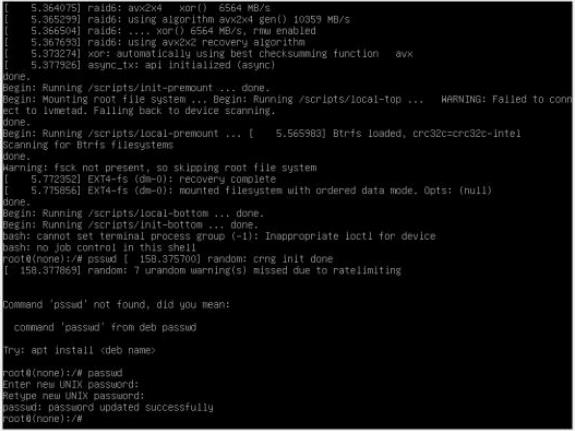 [    5.364075] raid6: avx2x4   xor()  6564 MB/s
[    5.365299] raid6: using algorithm avx2x4 gen() 10359 MB/s
[    5.366504] raid6: .... xor() 6564 MB/s, rmw enabled
[    5.367693] raid6: using avx2x2 recovery algorithm
[    5.373274] xor: automatically using best checksumming function   avx
[    5.377926] async_tx: api initialized (async)
done.
Begin: Running /scripts/init-premount ... done.
Begin: Mounting root file system ... Begin: Running /scripts/local-top ...   WARNING: Failed to conn
ect to lvmetad. Falling back to device scanning.
done.
Begin: Running /scripts/local-premount ... [    5.565983] Btrfs loaded, crc32c=crc32c-intel
Scanning for Btrfs filesystems
done.
Warning: fsck not present, so skipping root file system
[    5.772352] EXT4-fs (dm-0): recovery complete
[    5.775856] EXT4-fs (dm-0): mounted filesystem with ordered data mode. Opts: (null)
done.
Begin: Running /scripts/local-bottom ... done.
Begin: Running /scripts/init-bottom ... done.
bash: cannot set terminal process group (-1): Inappropriate ioctl for device
bash: no job control in this shell
root@(none):/# psswd [  158.375700] random: crng init done
[  158.377869] random: 7 urandom warning(s) missed due to ratelimiting
Command 'psswd' not found, did you mean:
command 'passwd' from deb passwd
Try: apt install <deb name>
root@(none):/# passwd
Enter new UNIX password:
Retype new UNIX password:
passwd: password updated successfully
root@(none):/#